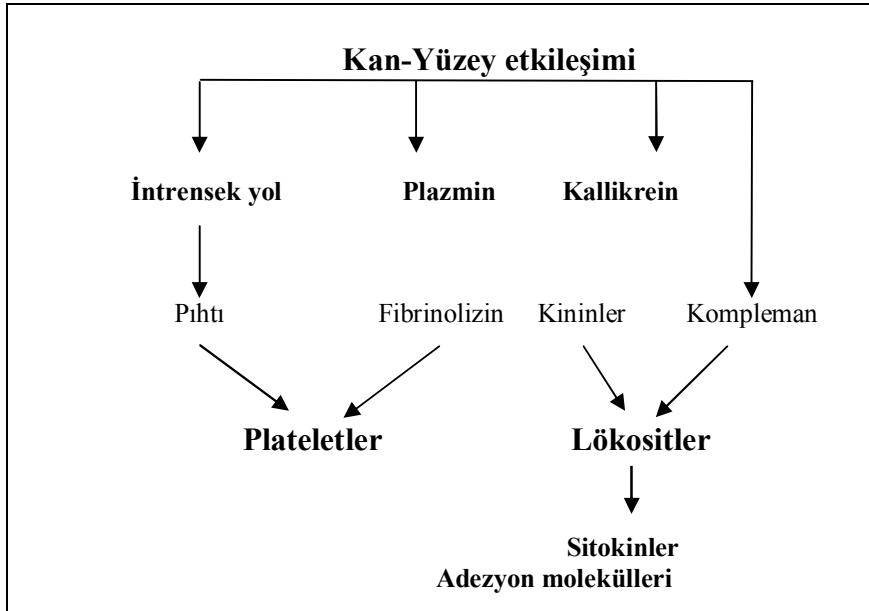 Kan-Yüzey etkileşimi
İntrensek yol Plazmin Kallikrein
Pıhtı Fibrinolizin Kininler Kompleman
Plateletler Lökositler
Sitokinler
Adezyon molekülleri